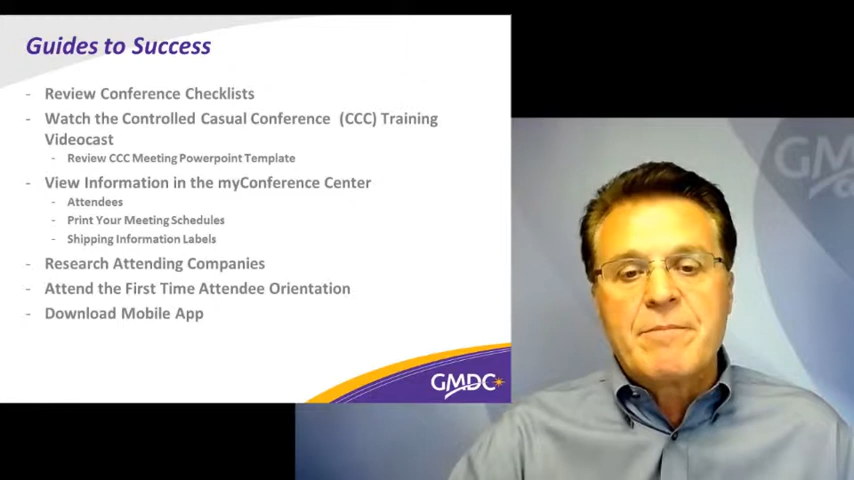 Guides to Success
- Review Conference Checklists
- Watch the Controlled Casual Conference (CCC) Training
Videocast
- Review CCC Meeting Powerpoint Template
- View Information in the myConference Center
- Attendees
- Print Your Meeting Schedules
- Shipping Information Labels
- Research Attending Companies
- Attend the First Time Attendee Orientation
- Download Mobile App
GMDC